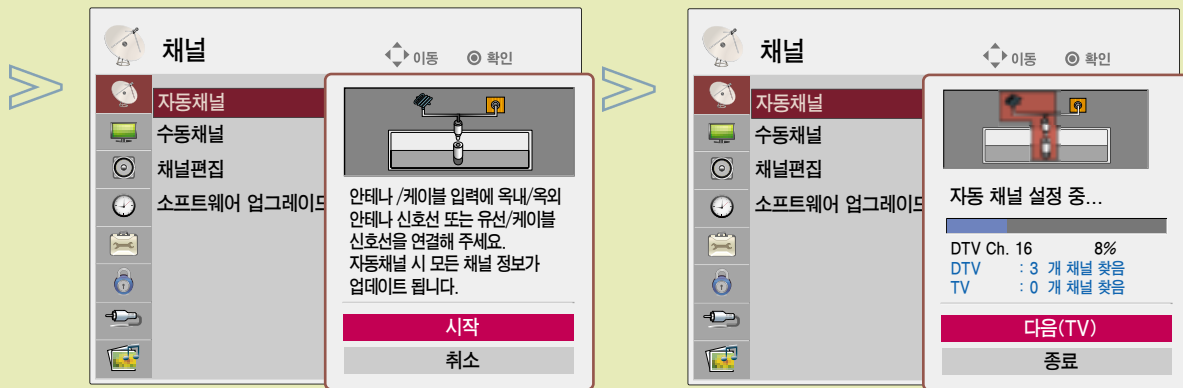 채널
이동 확인
자동채널
수동채널
채널편집
소프트웨어 업그레이드
안테나 /케이블 입력에 옥내/옥외
안테나 신호선 또는 유선/케이블
신호선을 연결해 주세요.
자동채널 시 모든 채널 정보가
업데이트 됩니다.
시작
취소
채널
이동 확인
자동채널
수동채널
채널편집
소프트웨어 업그레이드
자동 채널 설정 중...
DTV Ch. 16 8%
DTV : 3 개 채널 찾음
TV : 0 개 채널 찾음
다음(TV)
종료